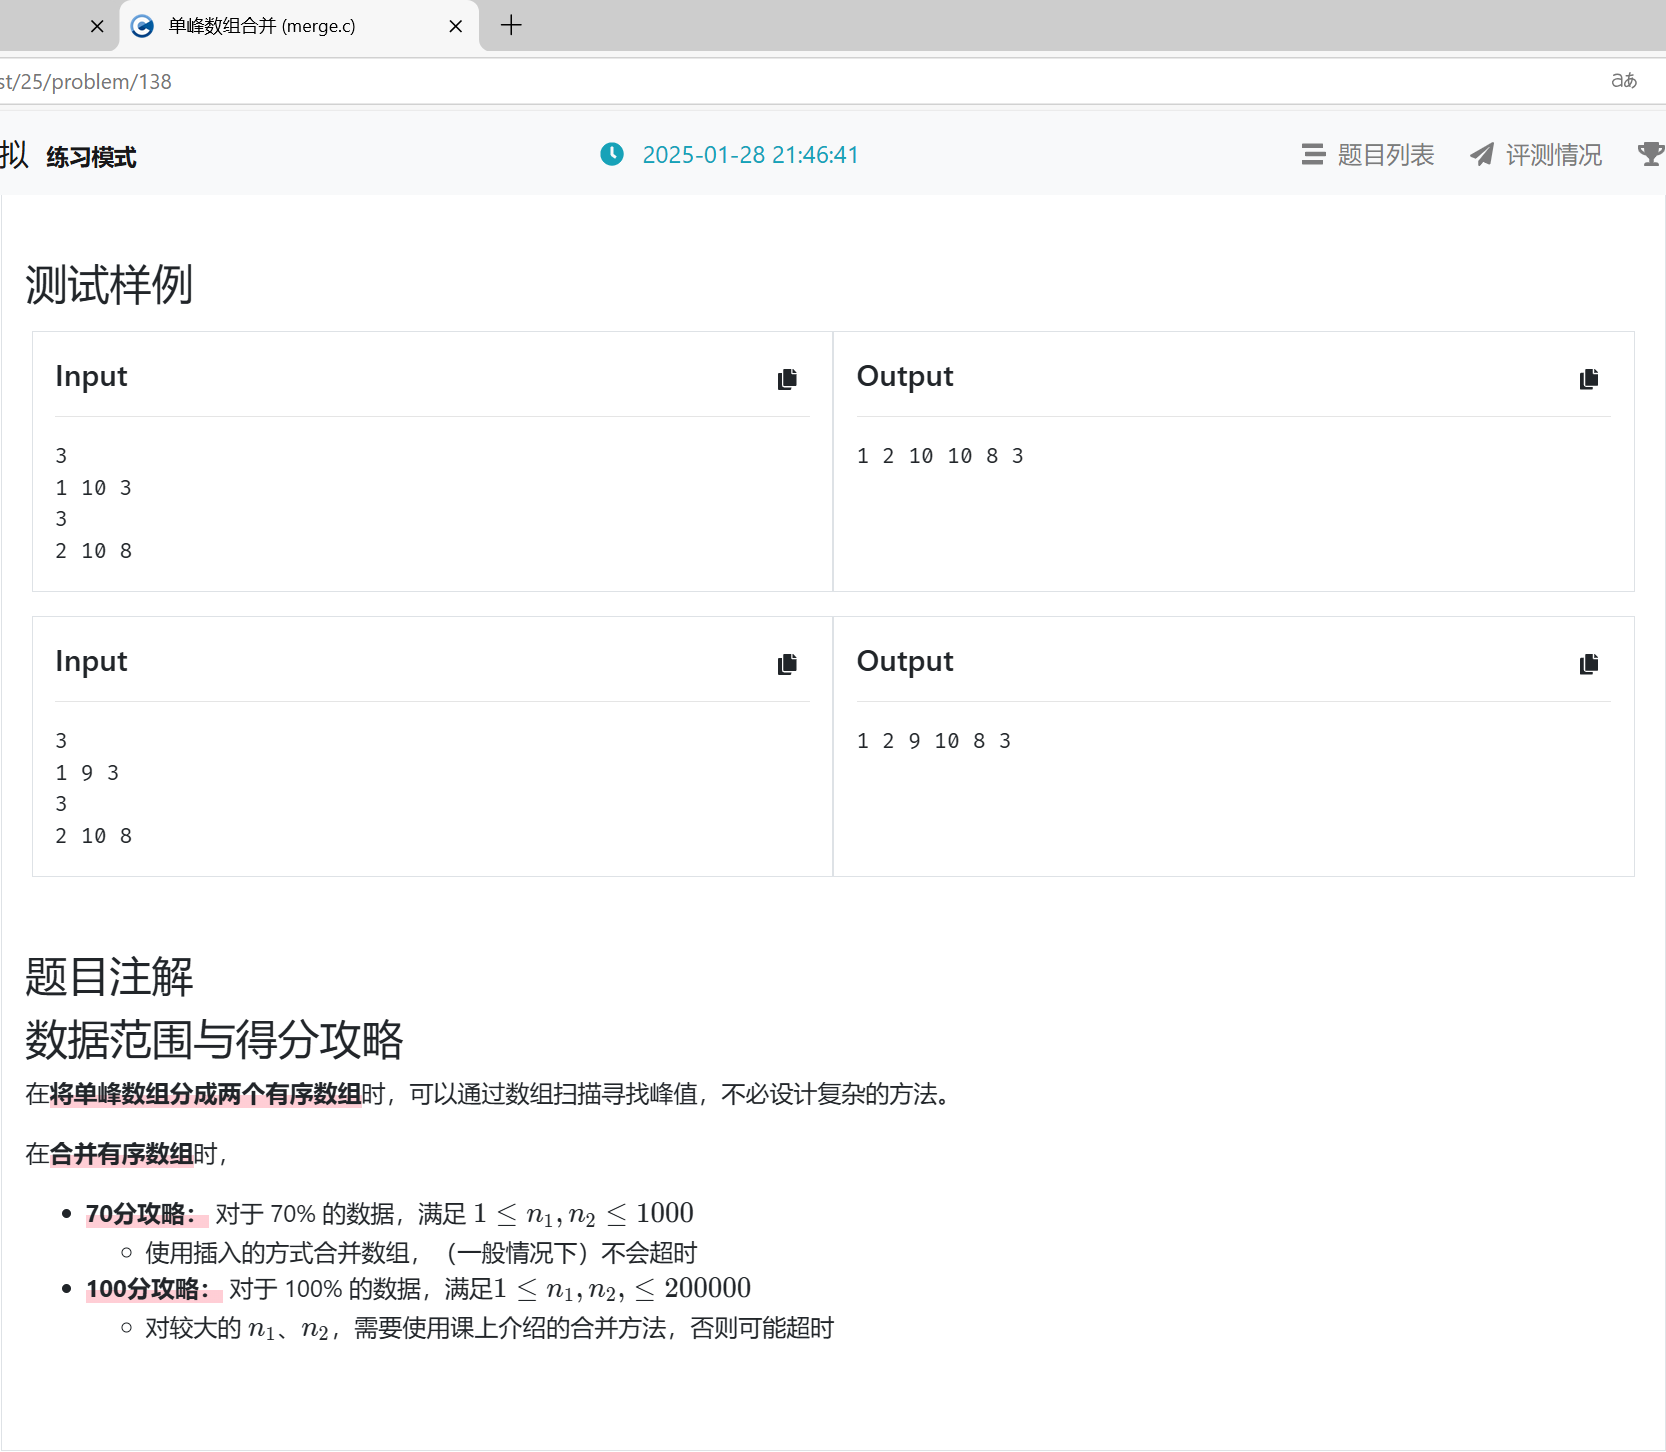 单峰数组合并 (merge.c)
st/25/problem/138
aあ
拟 练习模式 2025-01-28 21:46:41 题目列表 评测情况
测试样例
Input
3
1 10 3
3
2 10 8
Output
1 2 10 10 8 3
Input
3
1 9 3
3
2 10 8
Output
1 2 9 10 8 3
题目注解
数据范围与得分攻略
在将单峰数组分成两个有序数组时，可以通过数组扫描寻找峰值，不必设计复杂的方法。
在合并有序数组时，
70分攻略： 对于 70% 的数据，满足 1 ≤ n₁, n₂ ≤ 1000
使用插入的方式合并数组，（一般情况下）不会超时
100分攻略： 对于 100% 的数据，满足1 ≤ n₁, n₂, ≤ 200000
对较大的 n₁、n₂，需要使用课上介绍的合并方法，否则可能超时